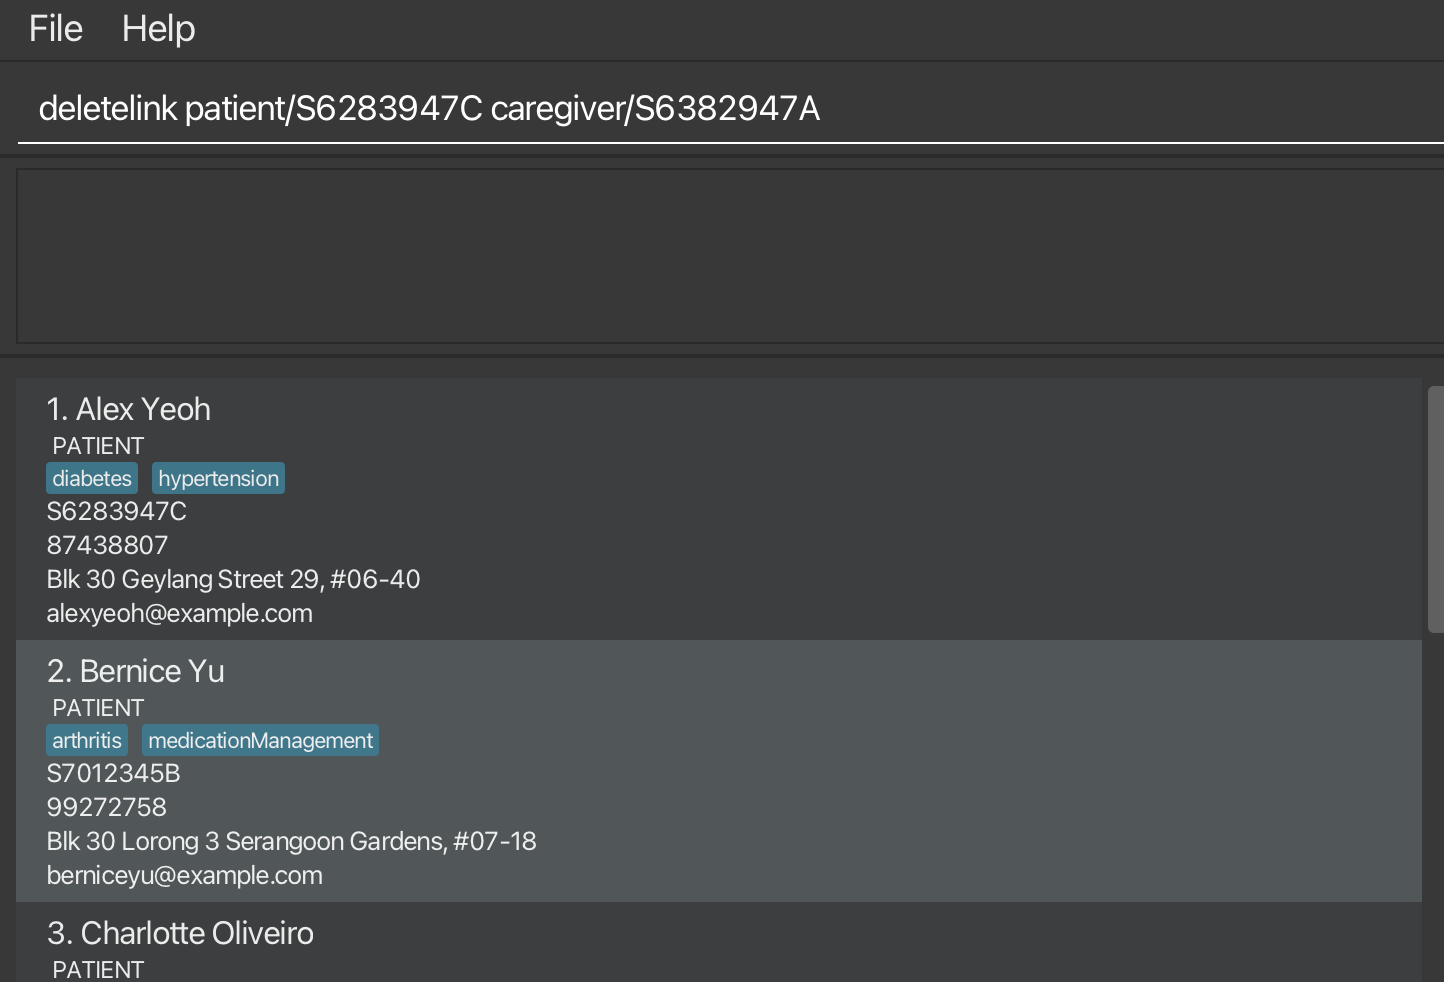 File Help
deletelink patient/S6283947C caregiver/S6382947A
1. Alex Yeoh
PATIENT
diabetes hypertension
S6283947C
87438807
Blk 30 Geylang Street 29, #06-40
alexyeoh@example.com
2. Bernice Yu
PATIENT
arthritis medicationManagement
S7012345B
99272758
Blk 30 Lorong 3 Serangoon Gardens, #07-18
berniceyu@example.com
3. Charlotte Oliveiro
PATIENT